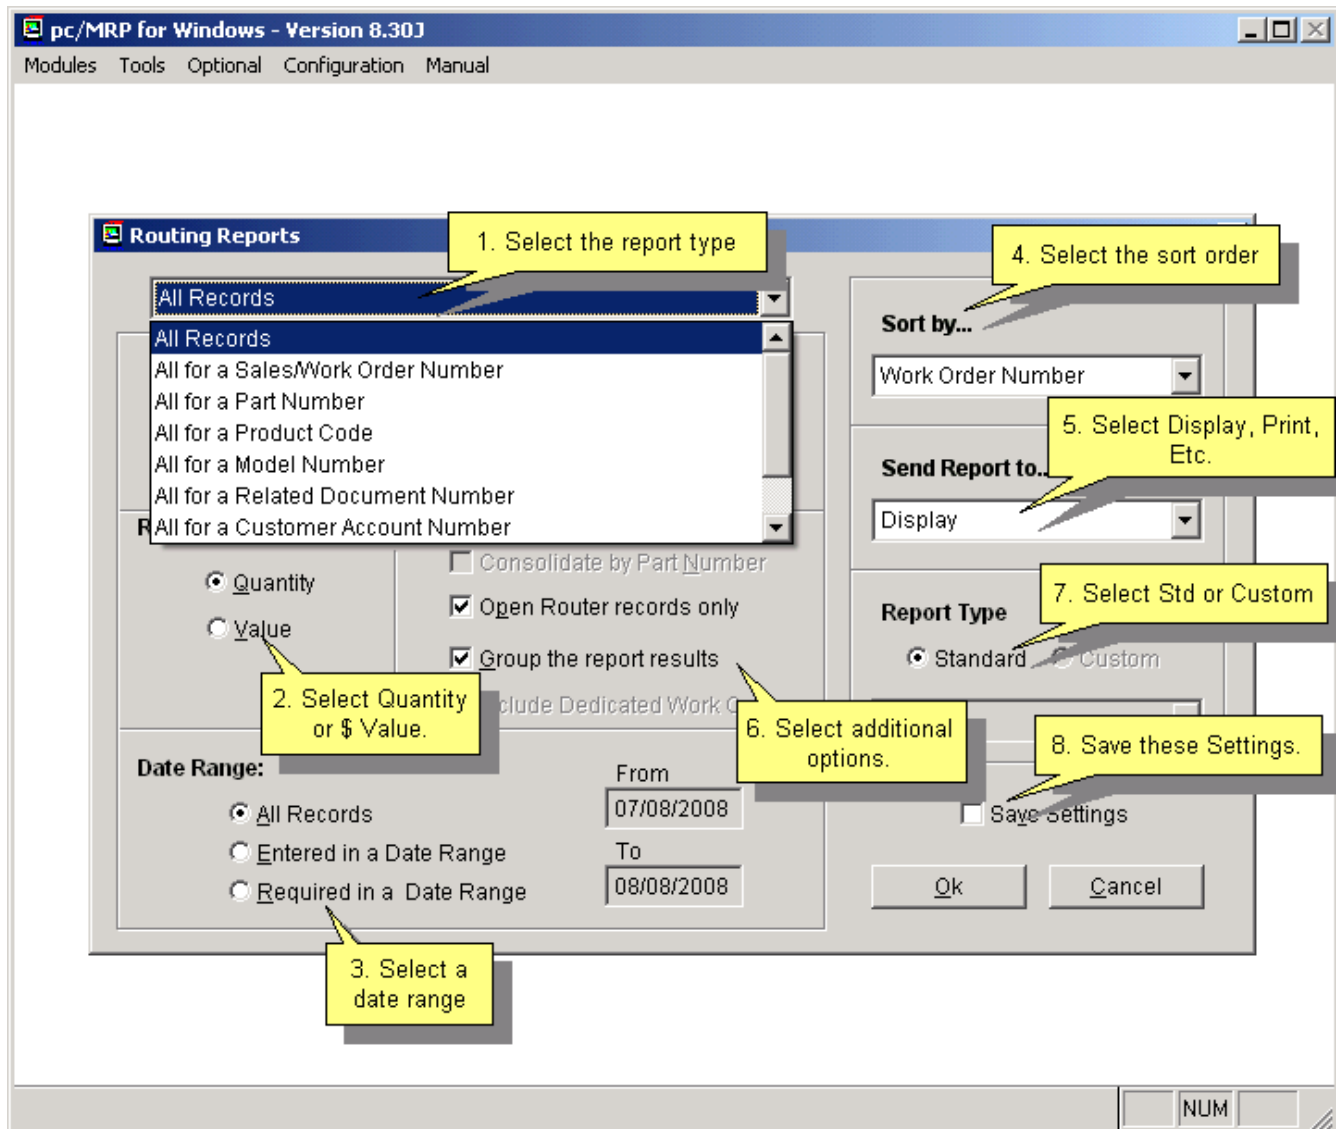 pc/MRP for Windows - Version 8.30J
Modules Tools Optional Configuration Manual
Routing Reports
1. Select the report type
4. Select the sort order
All Records
All Records
All for a Sales/Work Order Number
All for a Part Number
All for a Product Code
All for a Model Number
All for a Related Document Number
All for a Customer Account Number
Sort by...
Work Order Number
5. Select Display, Print,
Etc.
Send Report to...
Display
Quantity
Value
2. Select Quantity
or $ Value.
Consolidate by Part Number
Open Router records only
Group the report results
Dedicated Work
6. Select additional
options.
7. Select Std or Custom
Report Type
Standard
Custom
8. Save these Settings.
Save Settings
Date Range:
All Records
Entered in a Date Range
Required in a Date Range
From
07/08/2008
To
08/08/2008
3. Select a
date range
Ok
Cancel
NUM